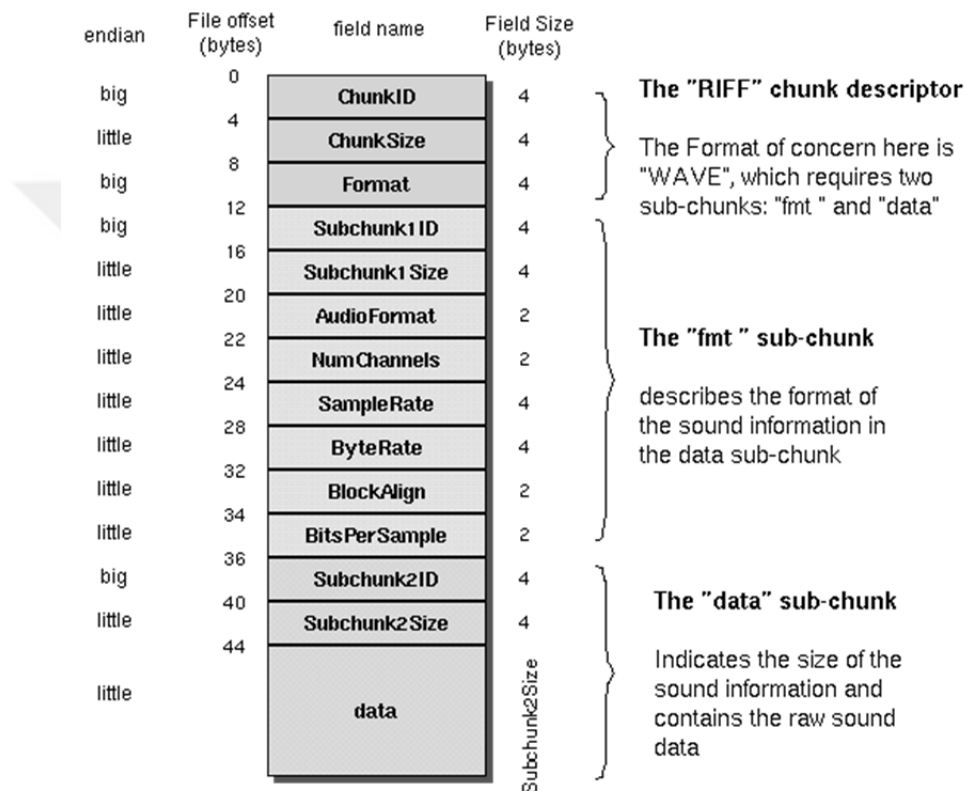 endian
File offset
(bytes)
field name
Field Size
(bytes)
0
big
ChunkID
4
4
little
ChunkSize
4
8
big
Format
4
12
big
Subchunk1ID
4
16
little
Subchunk1Size
4
20
little
AudioFormat
2
22
little
NumChannels
2
24
little
SampleRate
4
28
little
ByteRate
4
32
little
BlockAlign
2
34
little
BitsPerSample
2
36
big
Subchunk2ID
4
40
little
Subchunk2Size
4
44
little
data
Subchunk2Size
The "RIFF" chunk descriptor
The Format of concern here is
"WAVE", which requires two
sub-chunks: "fmt " and "data"
The "fmt " sub-chunk
describes the format of
the sound information in
the data sub-chunk
The "data" sub-chunk
Indicates the size of the
sound information and
contains the raw sound
data